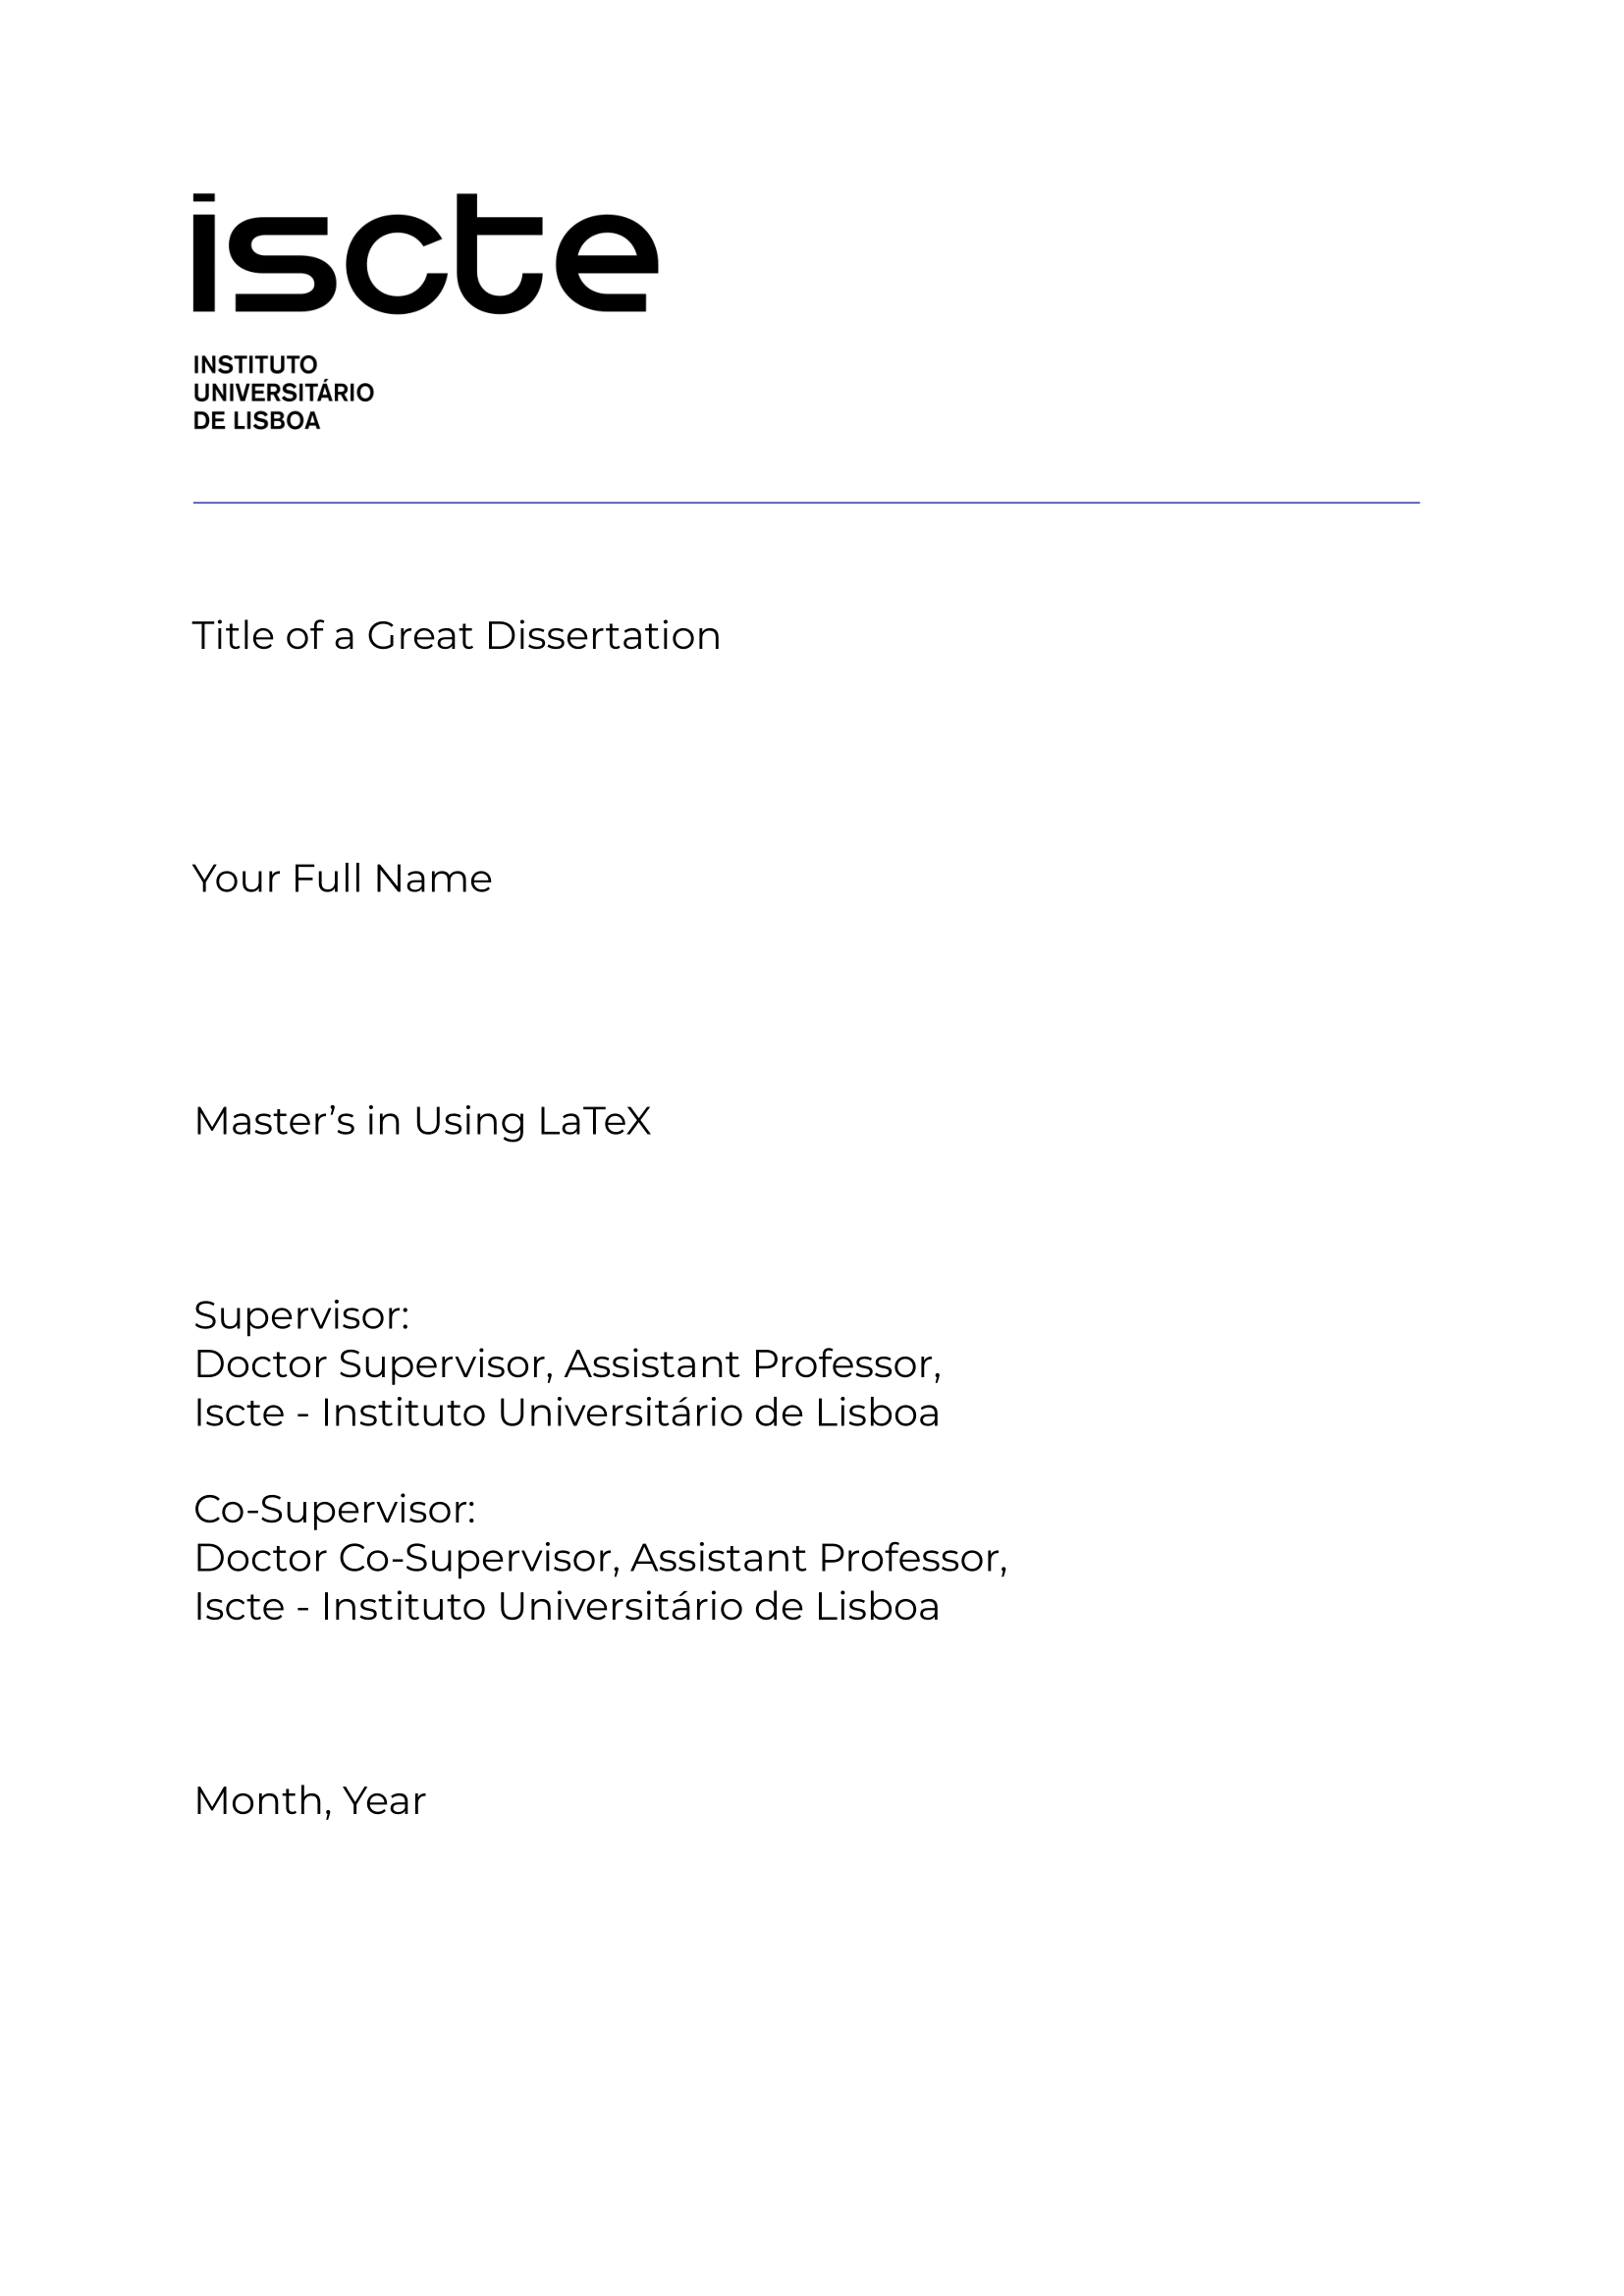 iscte
INSTITUTO
UNIVERSITÁRIO
DE LISBOA
Title of a Great Dissertation
Your Full Name
Master’s in Using LaTeX
Supervisor:
Doctor Supervisor, Assistant Professor,
Iscte - Instituto Universitário de Lisboa
Co-Supervisor:
Doctor Co-Supervisor, Assistant Professor,
Iscte - Instituto Universitário de Lisboa
Month, Year